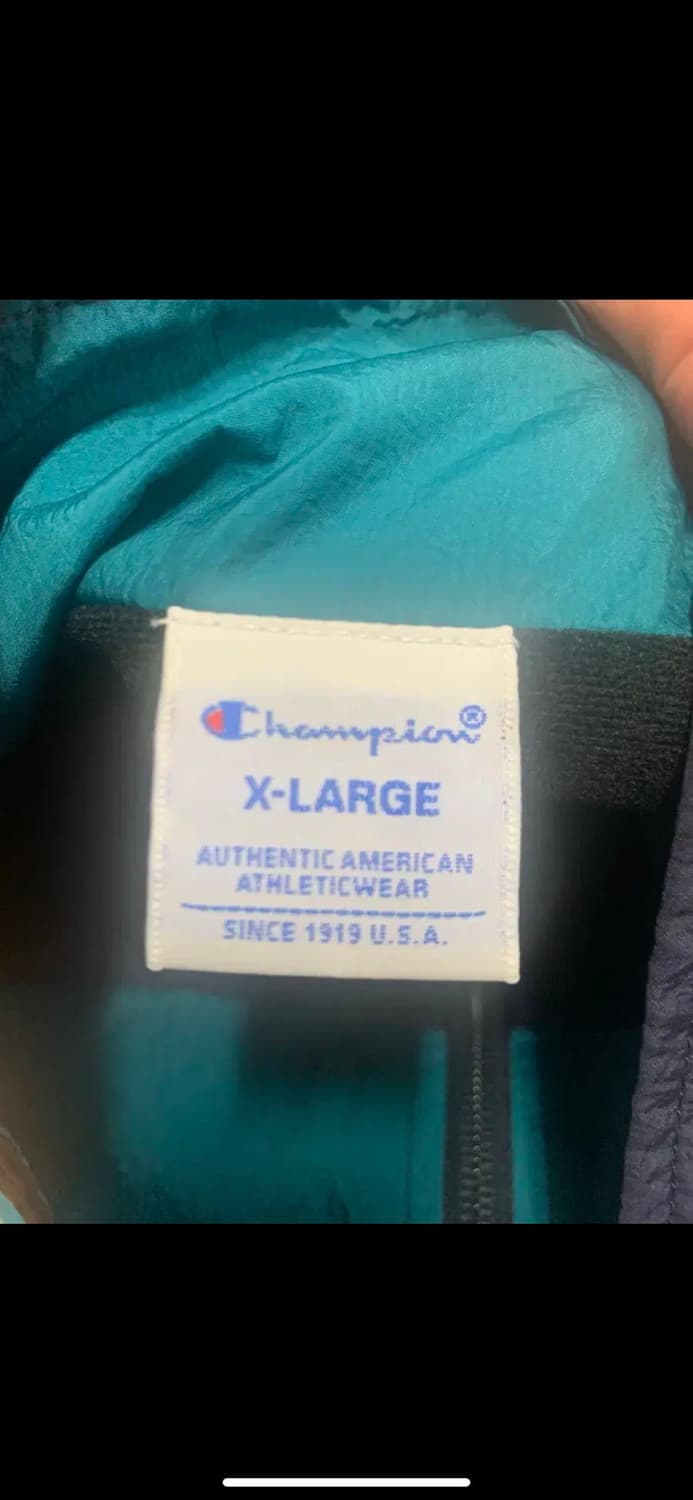 Champion®
X-LARGE
AUTHENTIC AMERICAN
ATHLETICWEAR
SINCE 1919 U.S.A.